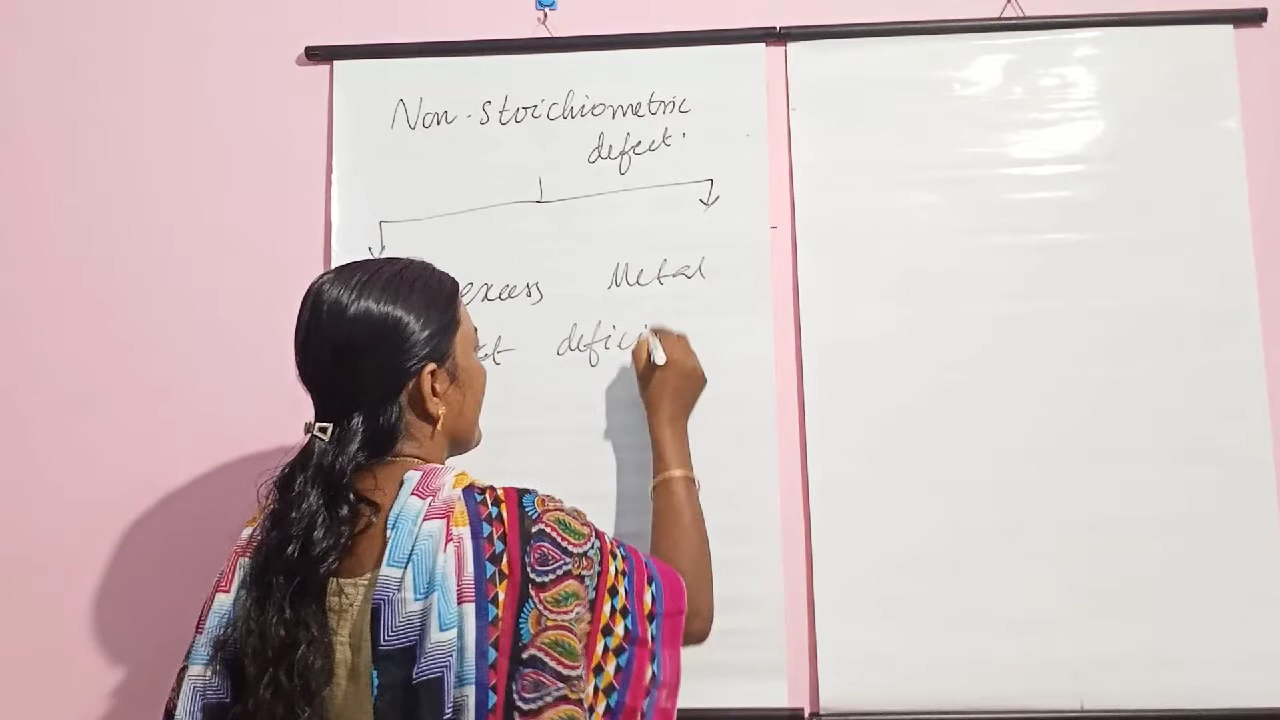 Non-stoichiometric
defect.
excess Metal
defici